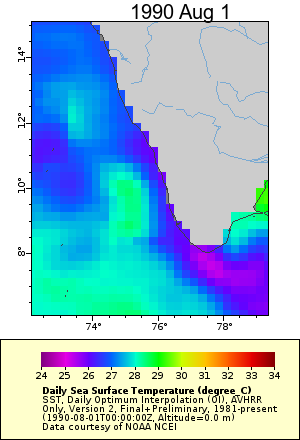 1990 Aug 1
14°
12°
10°
8°
74° 76° 78°
24 25 26 27 28 29 30 31 32 33 34
Daily Sea Surface Temperature (degree_C)
SST, Daily Optimum Interpolation (OI), AVHRR
Only, Version 2, Final+Preliminary, 1981-present
(1990-08-01T00:00:00Z, Altitude=0.0 m)
Data courtesy of NOAA NCEI